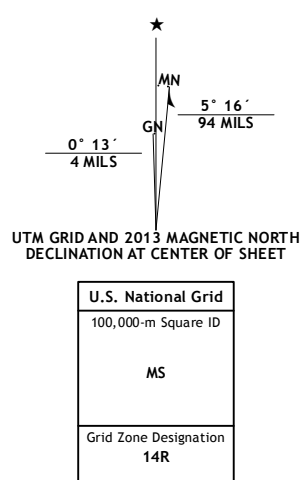 ★
MN
5° 16´
94 MILS
GN
0° 13´
4 MILS
UTM GRID AND 2013 MAGNETIC NORTH
DECLINATION AT CENTER OF SHEET
U.S. National Grid
100,000-m Square ID
MS
Grid Zone Designation
14R